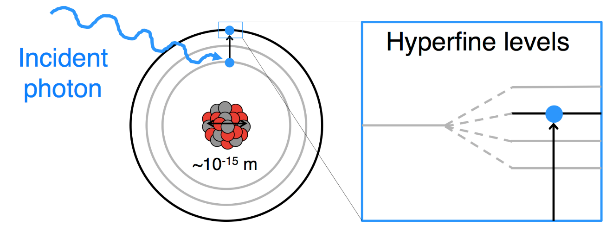 Incident
photon
~10⁻¹⁵ m
Hyperfine levels